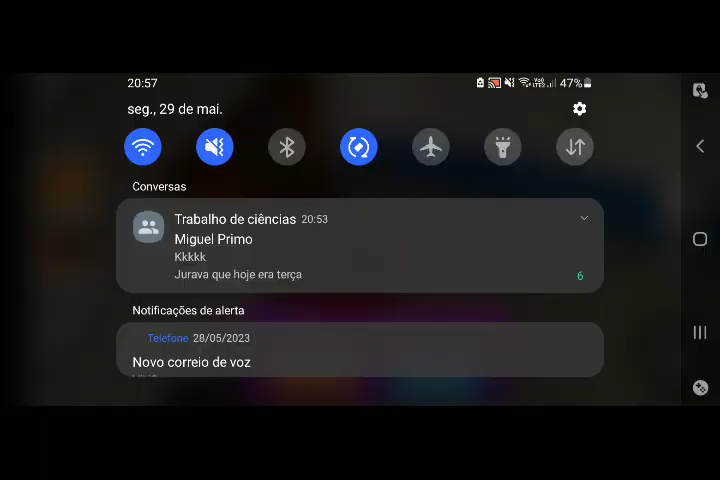 20:57
47%
seg., 29 de mai.
Conversas
Trabalho de ciências 20:53
Miguel Primo
Kkkkk
Jurava que hoje era terça
6
Notificações de alerta
Telefone 28/05/2023
Novo correio de voz